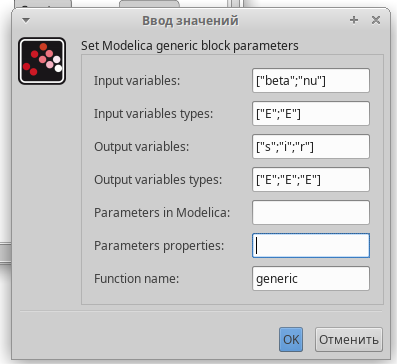 Ввод значений
Set Modelica generic block parameters
Input variables: ["beta";"nu"]
Input variables types: ["E";"E"]
Output variables: ["s";"i";"r"]
Output variables types: ["E";"E";"E"]
Parameters in Modelica:
Parameters properties:
Function name: generic
OK Отменить